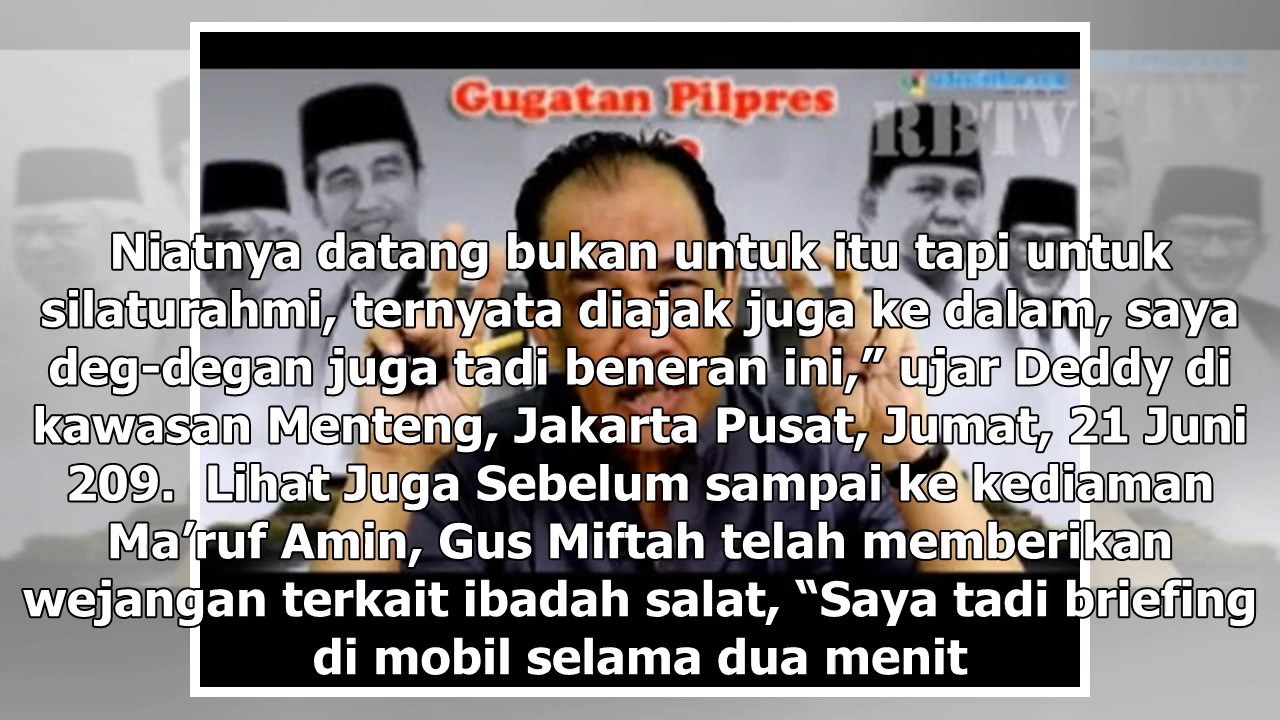 Gugatan Pilpres
RBTV
Niatnya datang bukan untuk itu tapi untuk
silaturahmi, ternyata diajak juga ke dalam, saya
deg-degan juga tadi beneran ini,” ujar Deddy di
kawasan Menteng, Jakarta Pusat, Jumat, 21 Juni
209.  Lihat Juga Sebelum sampai ke kediaman
Ma’ruf Amin, Gus Miftah telah memberikan
wejangan terkait ibadah salat, “Saya tadi briefing
di mobil selama dua menit